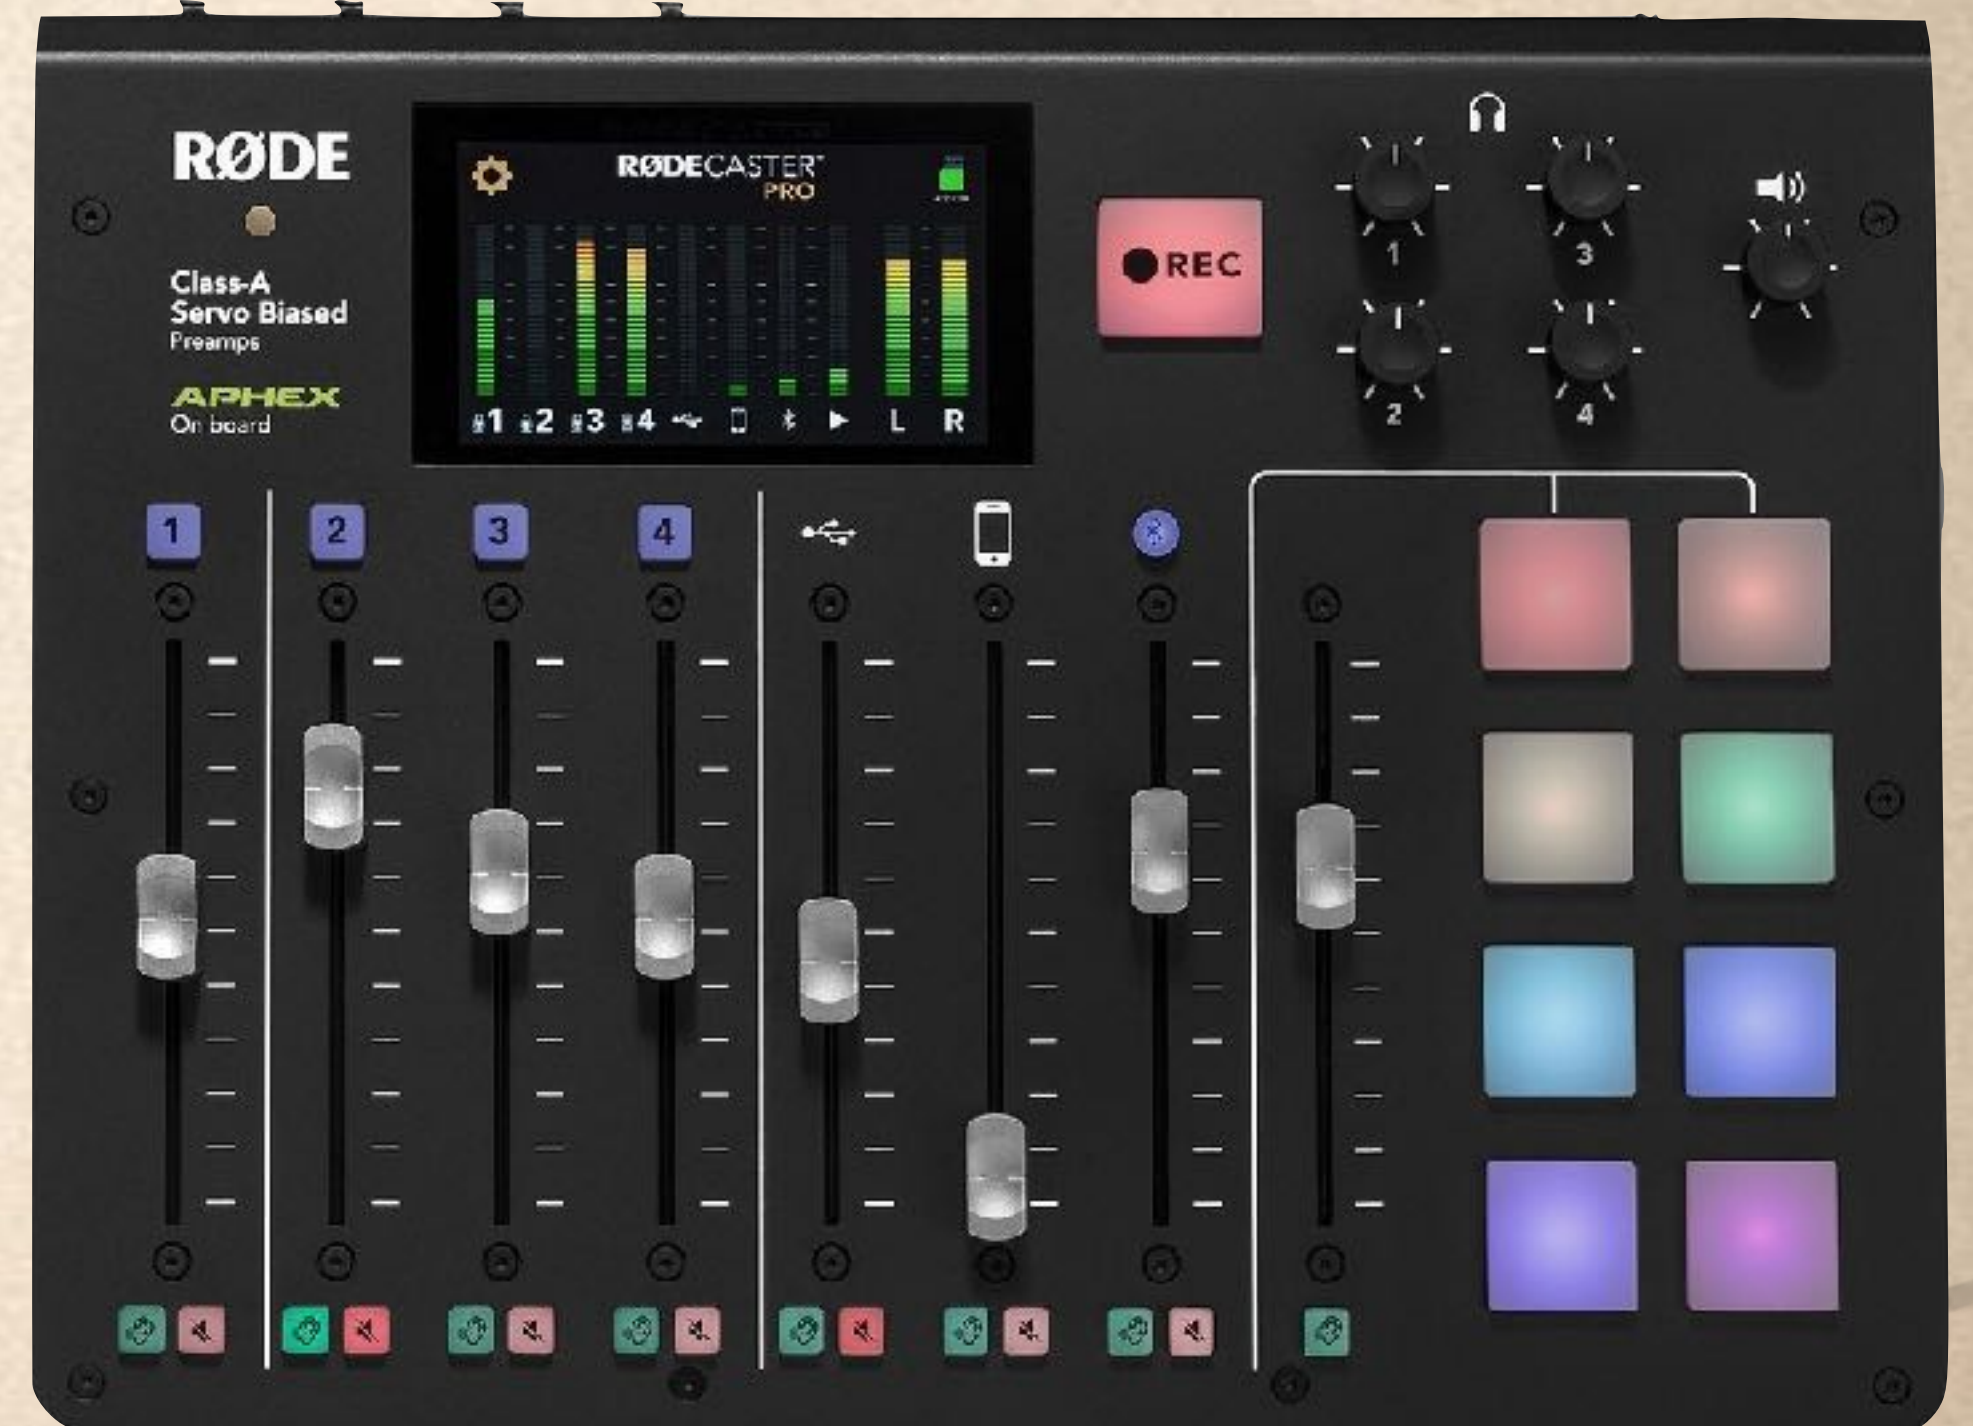 RØDE
Class-A
Servo Biased
Preamps
APHEX
On board
RØDECASTER™
PRO
1 2 3 4 L R
REC
1 3
2 4
1 2 3 4